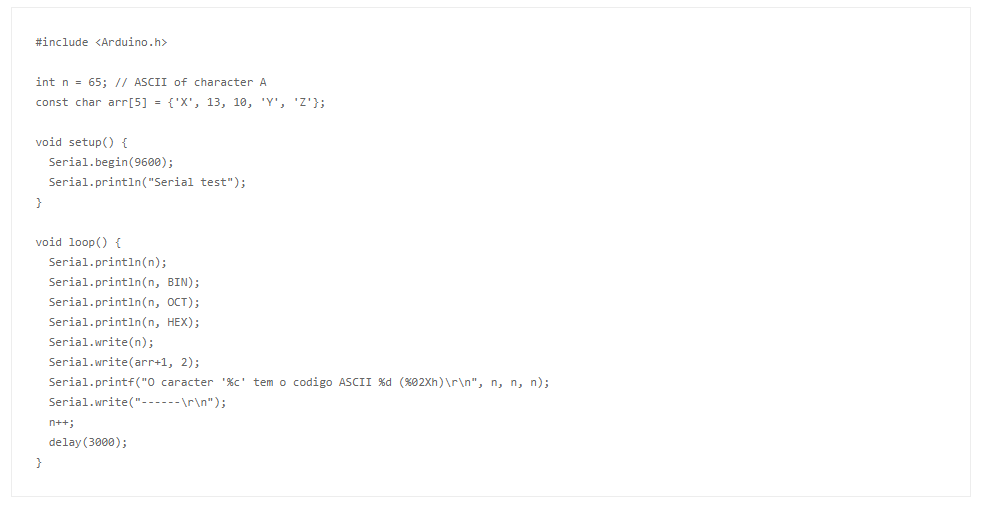 #include <Arduino.h>
int n = 65; // ASCII of character A
const char arr[5] = {'X', 13, 10, 'Y', 'Z'};
void setup() {
Serial.begin(9600);
Serial.println("Serial test");
}
void loop() {
Serial.println(n);
Serial.println(n, BIN);
Serial.println(n, OCT);
Serial.println(n, HEX);
Serial.write(n);
Serial.write(arr+1, 2);
Serial.printf("O caracter '%c' tem o codigo ASCII %d (%02Xh)\r\n", n, n, n);
Serial.write("------\r\n");
n++;
delay(3000);
}